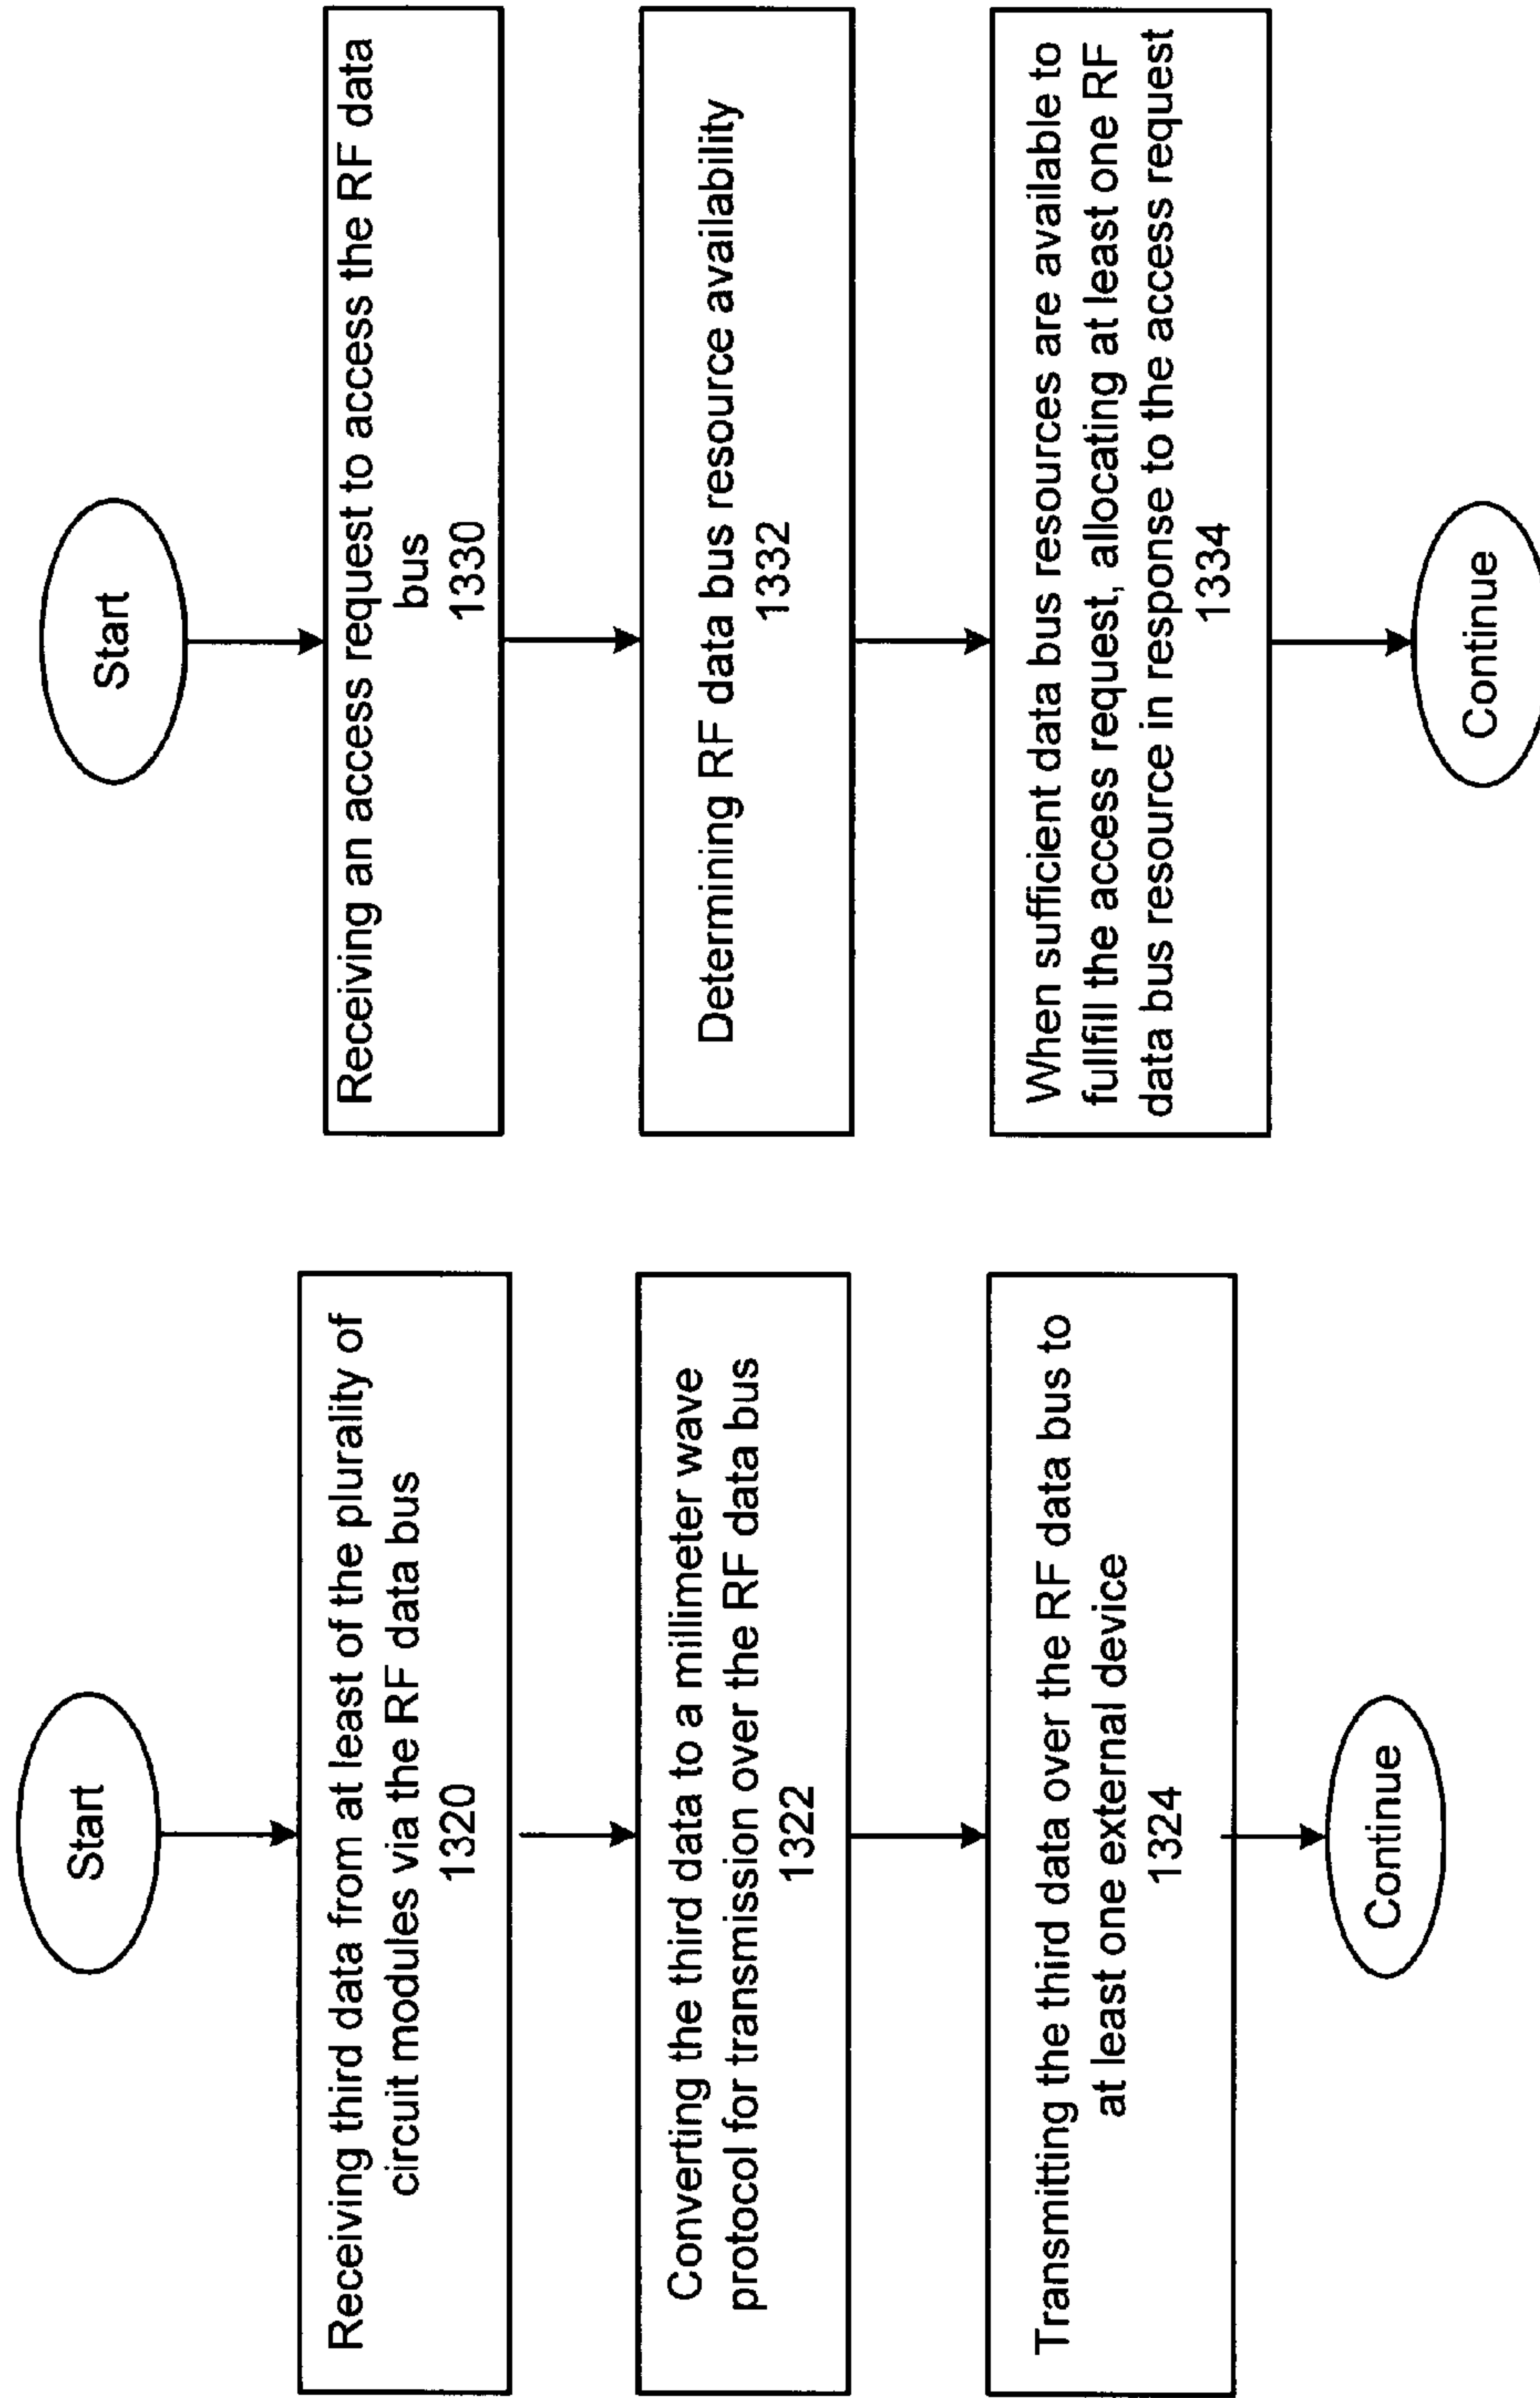 Start
Receiving third data from at least of the plurality of
circuit modules via the RF data bus
1320
Converting the third data to a millimeter wave
protocol for transmission over the RF data bus
1322
Transmitting the third data over the RF data bus to
at least one external device
1324
Continue
Start
Receiving an access request to access the RF data
bus
1330
Determining RF data bus resource availability
1332
When sufficient data bus resources are available to
fullfill the access request, allocating at least one RF
data bus resource in response to the access request
1334
Continue